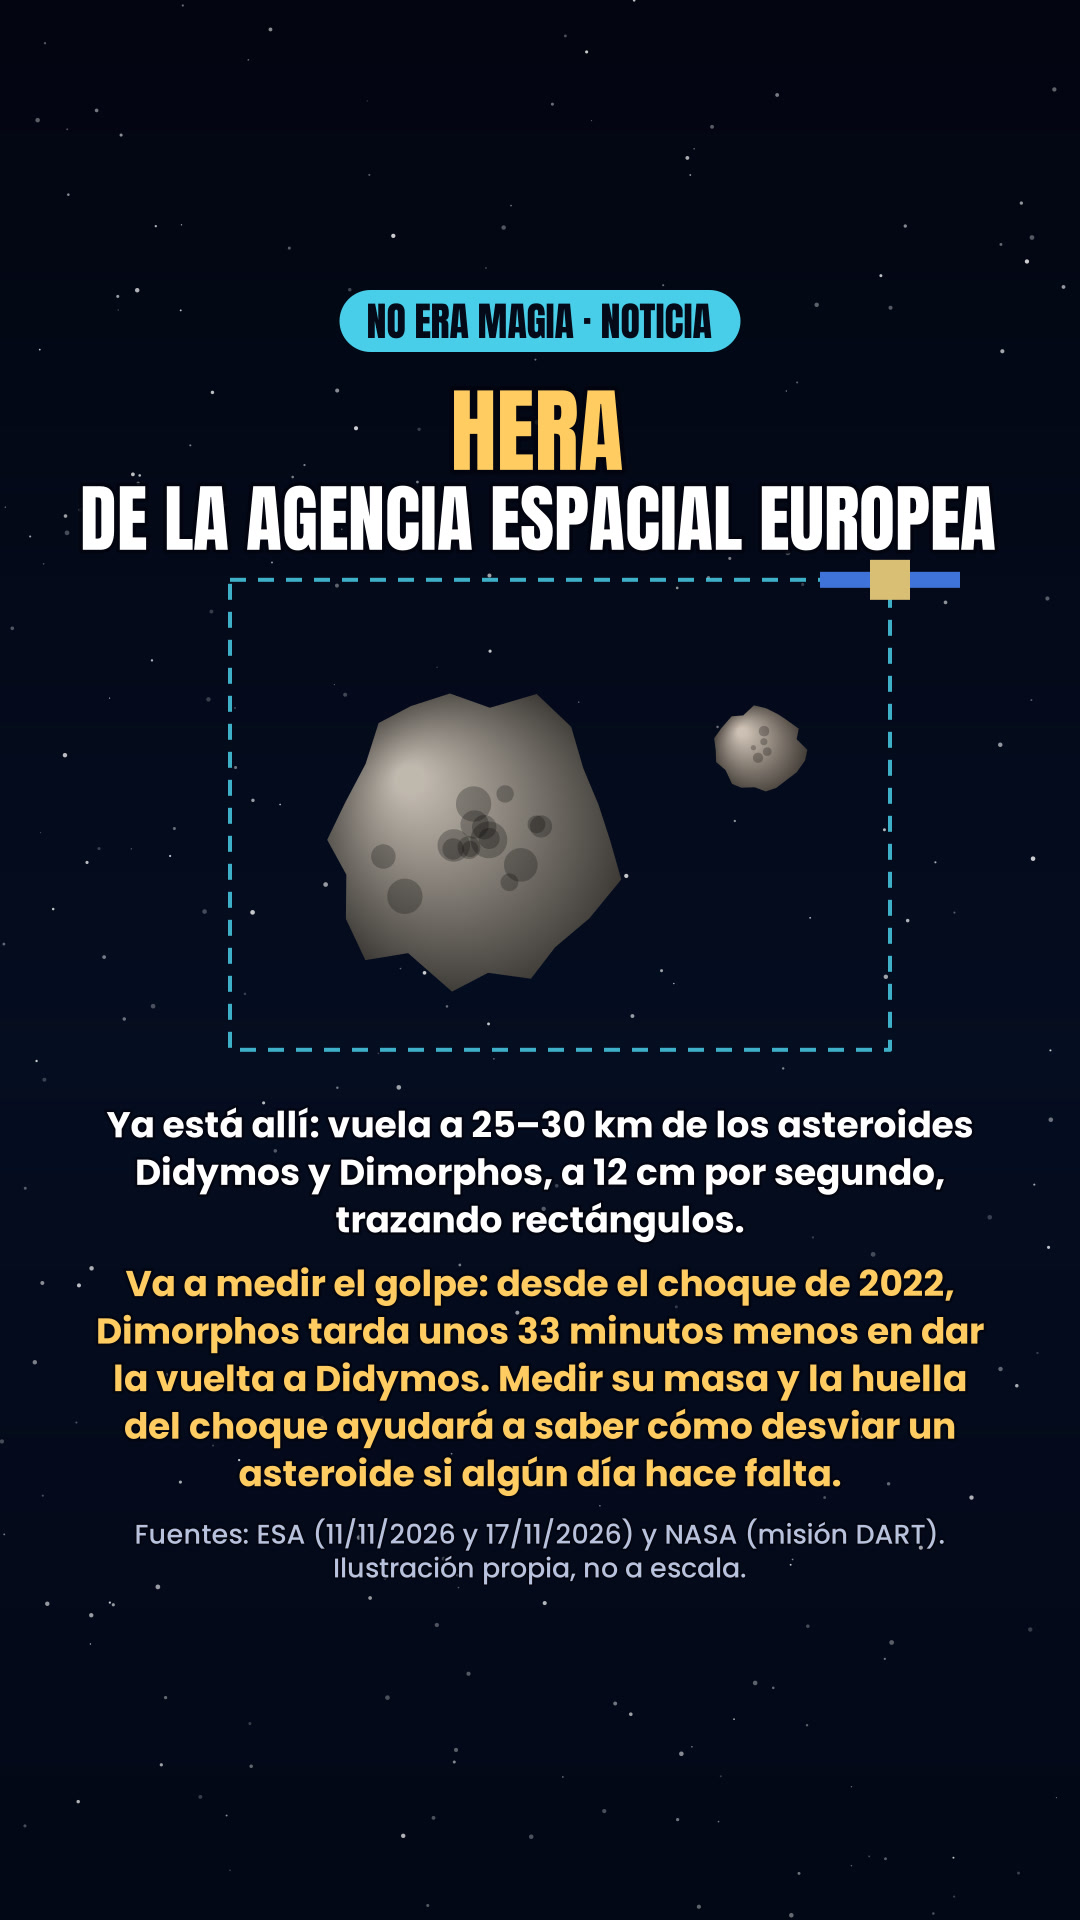 NO ERA MAGIA · NOTICIA
HERA
DE LA AGENCIA ESPACIAL EUROPEA
Ya está allí: vuela a 25–30 km de los asteroides
Didymos y Dimorphos, a 12 cm por segundo,
trazando rectángulos.
Va a medir el golpe: desde el choque de 2022,
Dimorphos tarda unos 33 minutos menos en dar
la vuelta a Didymos. Medir su masa y la huella
del choque ayudará a saber cómo desviar un
asteroide si algún día hace falta.
Fuentes: ESA (11/11/2026 y 17/11/2026) y NASA (misión DART).
Ilustración propia, no a escala.